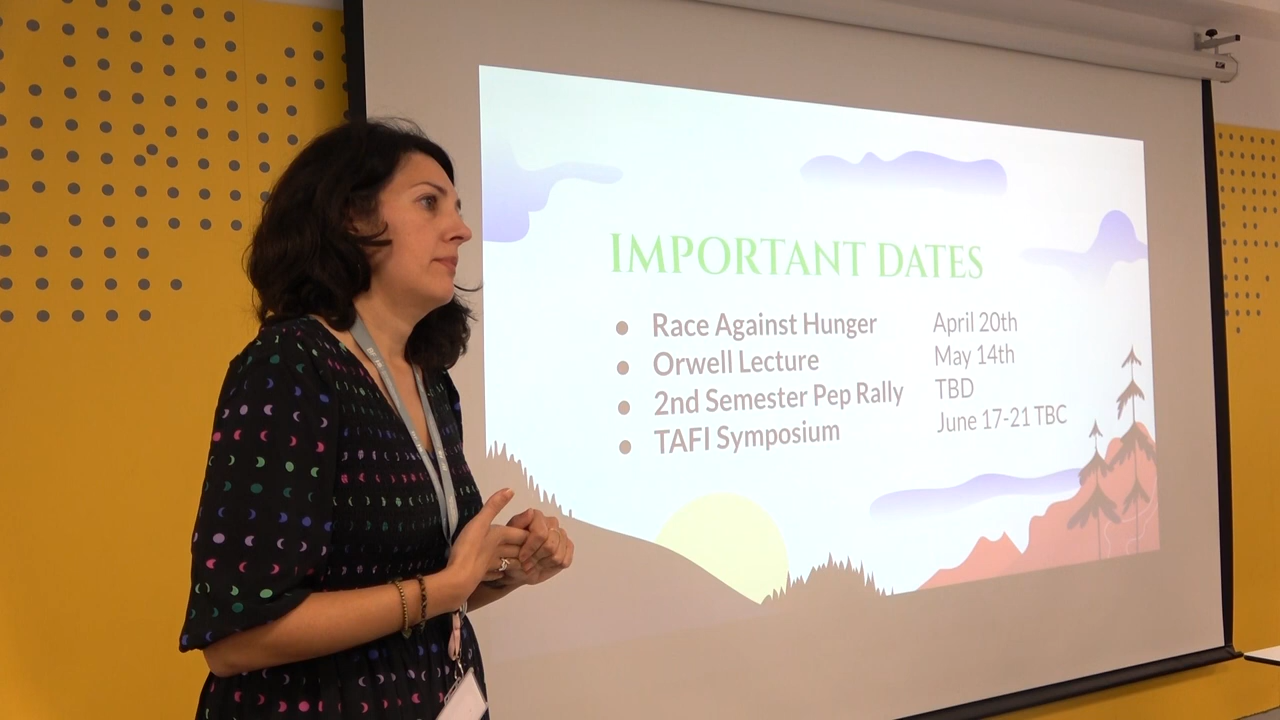 IMPORTANT DATES
Race Against Hunger April 20th
Orwell Lecture May 14th
2nd Semester Pep Rally TBD
TAFI Symposium June 17-21 TBC